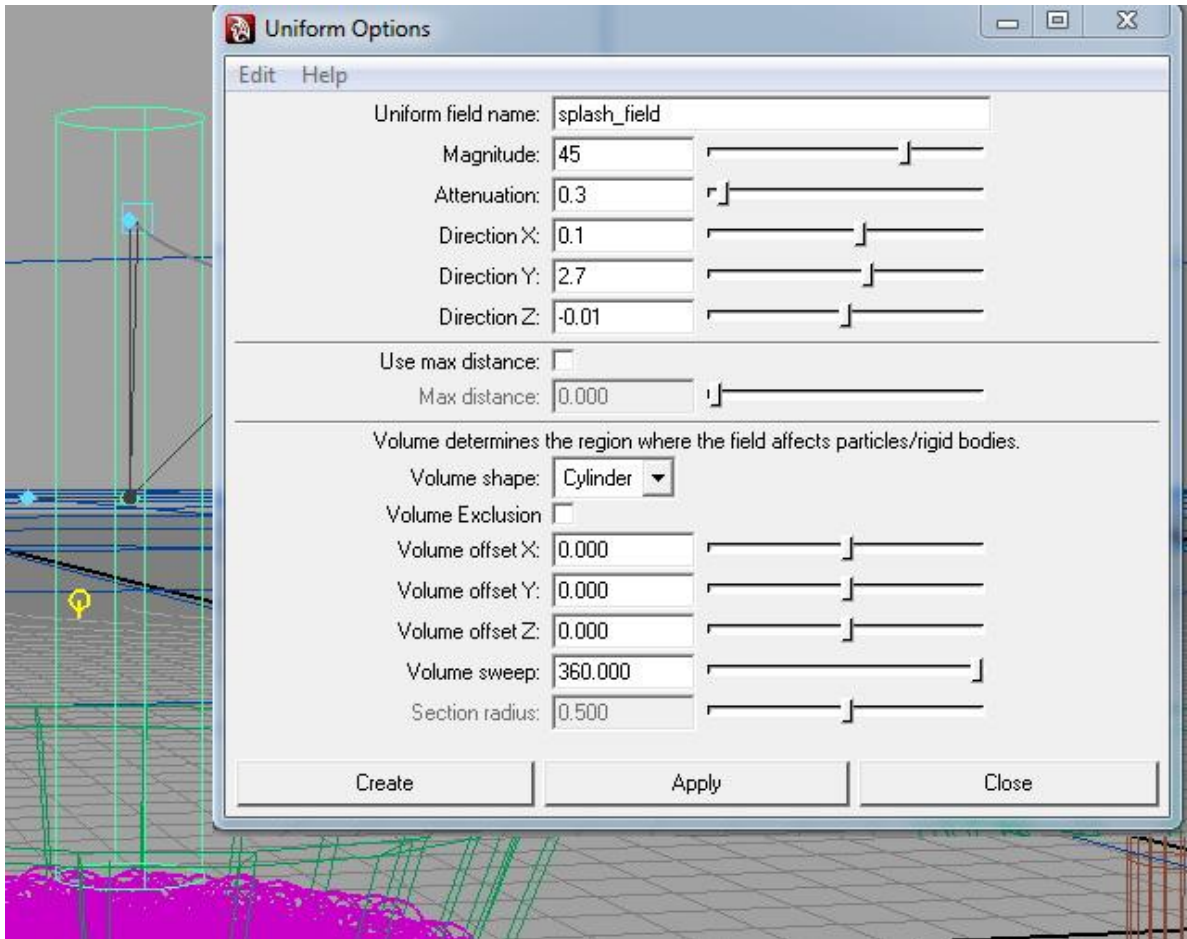 Uniform Options
Edit Help
Uniform field name: splash_field
Magnitude: 45
Attenuation: 0.3
Direction X: 0.1
Direction Y: 2.7
Direction Z: -0.01
Use max distance:
Max distance: 0.000
Volume determines the region where the field affects particles/rigid bodies.
Volume shape: Cylinder
Volume Exclusion
Volume offset X: 0.000
Volume offset Y: 0.000
Volume offset Z: 0.000
Volume sweep: 360.000
Section radius: 0.500
Create Apply Close